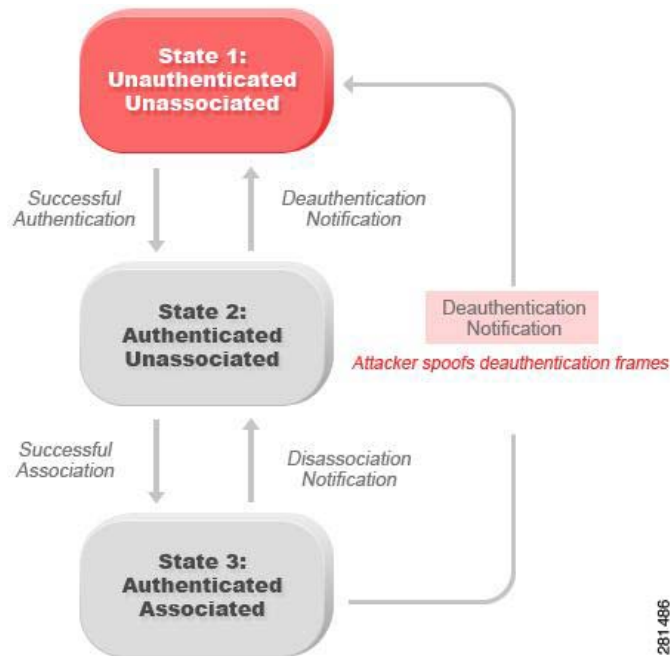 State 1:
Unauthenticated
Unassociated
Successful
Authentication
Deauthentication
Notification
State 2:
Authenticated
Unassociated
Deauthentication
Notification
Attacker spoofs deauthentication frames
Successful
Association
Disassociation
Notification
State 3:
Authenticated
Associated
281486